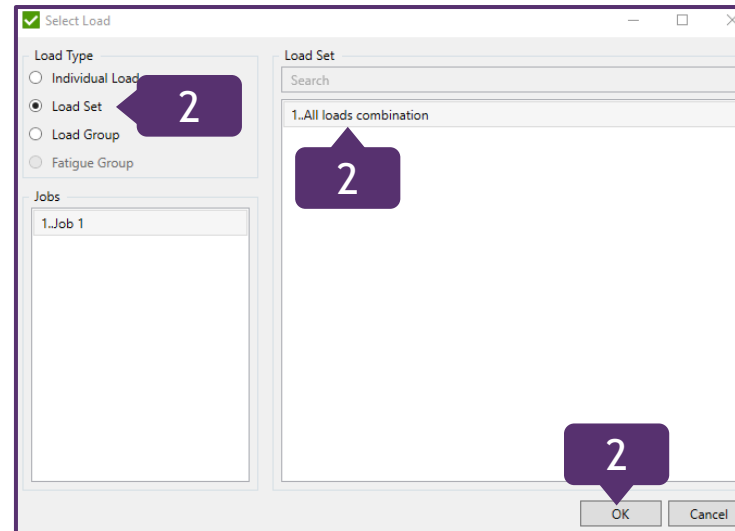 Select Load
Load Type
Individual Load
Load Set
2
Load Group
Fatigue Group
Jobs
1..Job 1
Load Set
Search
1..All loads combination
2
2
OK
Cancel